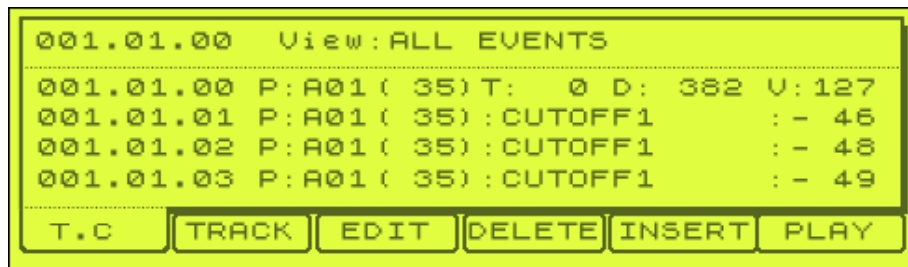 001.01.00 View:ALL EVENTS
001.01.00 P:A01( 35)T: 0 D: 382 V:127
001.01.01 P:A01( 35):CUTOFF1 :- 46
001.01.02 P:A01( 35):CUTOFF1 :- 48
001.01.03 P:A01( 35):CUTOFF1 :- 49
T.C TRACK EDIT DELETE INSERT PLAY